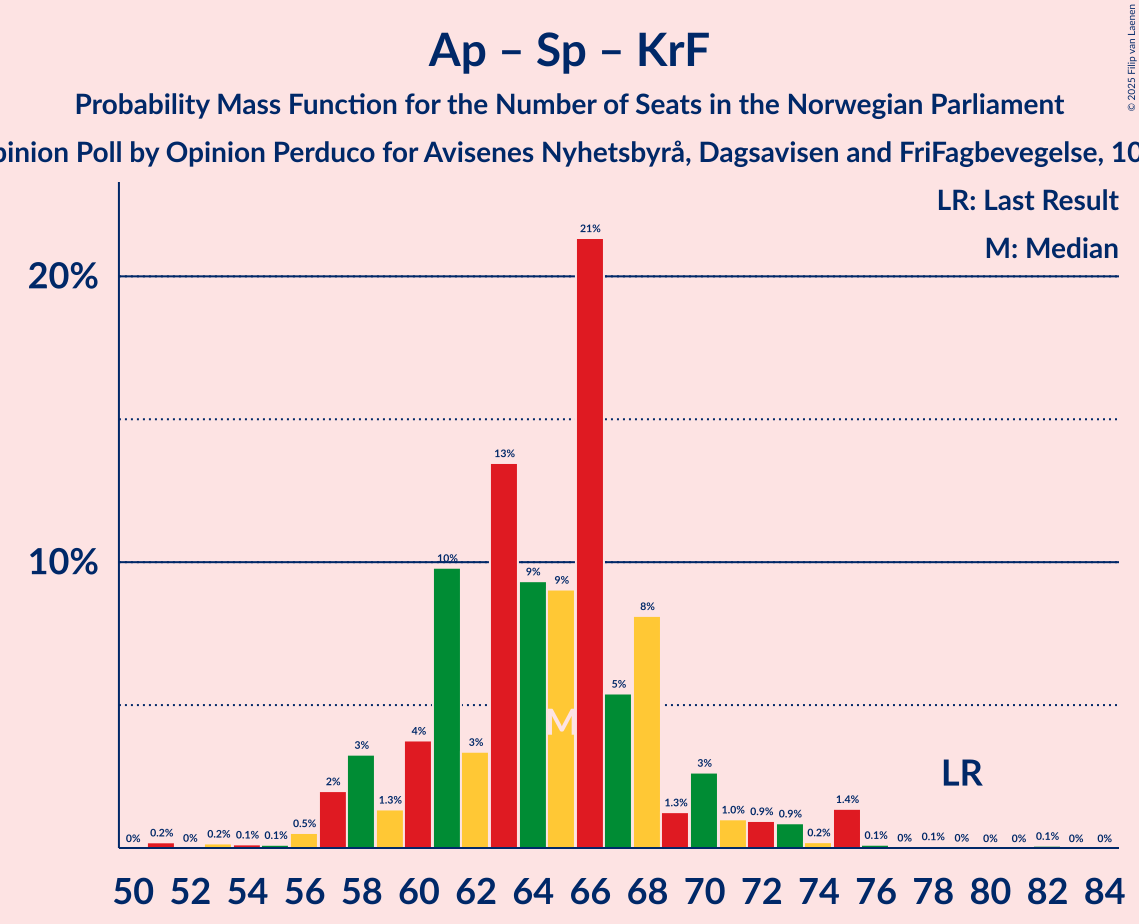 Ap – Sp – KrF
Probability Mass Function for the Number of Seats in the Norwegian Parliament
Opinion Poll by Opinion Perduco for Avisenes Nyhetsbyrå, Dagsavisen and FriFagbevegelse, 10
© 2025 Filip van Laenen
LR: Last Result
M: Median
20%
10%
0% 0.2% 0% 0.2% 0.1% 0.1% 0.5% 2% 3% 1.3% 4% 10% 3% 13% 9% 9% 21% 5% 8% 1.3% 3% 1.0% 0.9% 0.9% 0.2% 1.4% 0.1% 0% 0.1% 0% 0% 0% 0.1% 0% 0%
M
LR
50 52 54 56 58 60 62 64 66 68 70 72 74 76 78 80 82 84